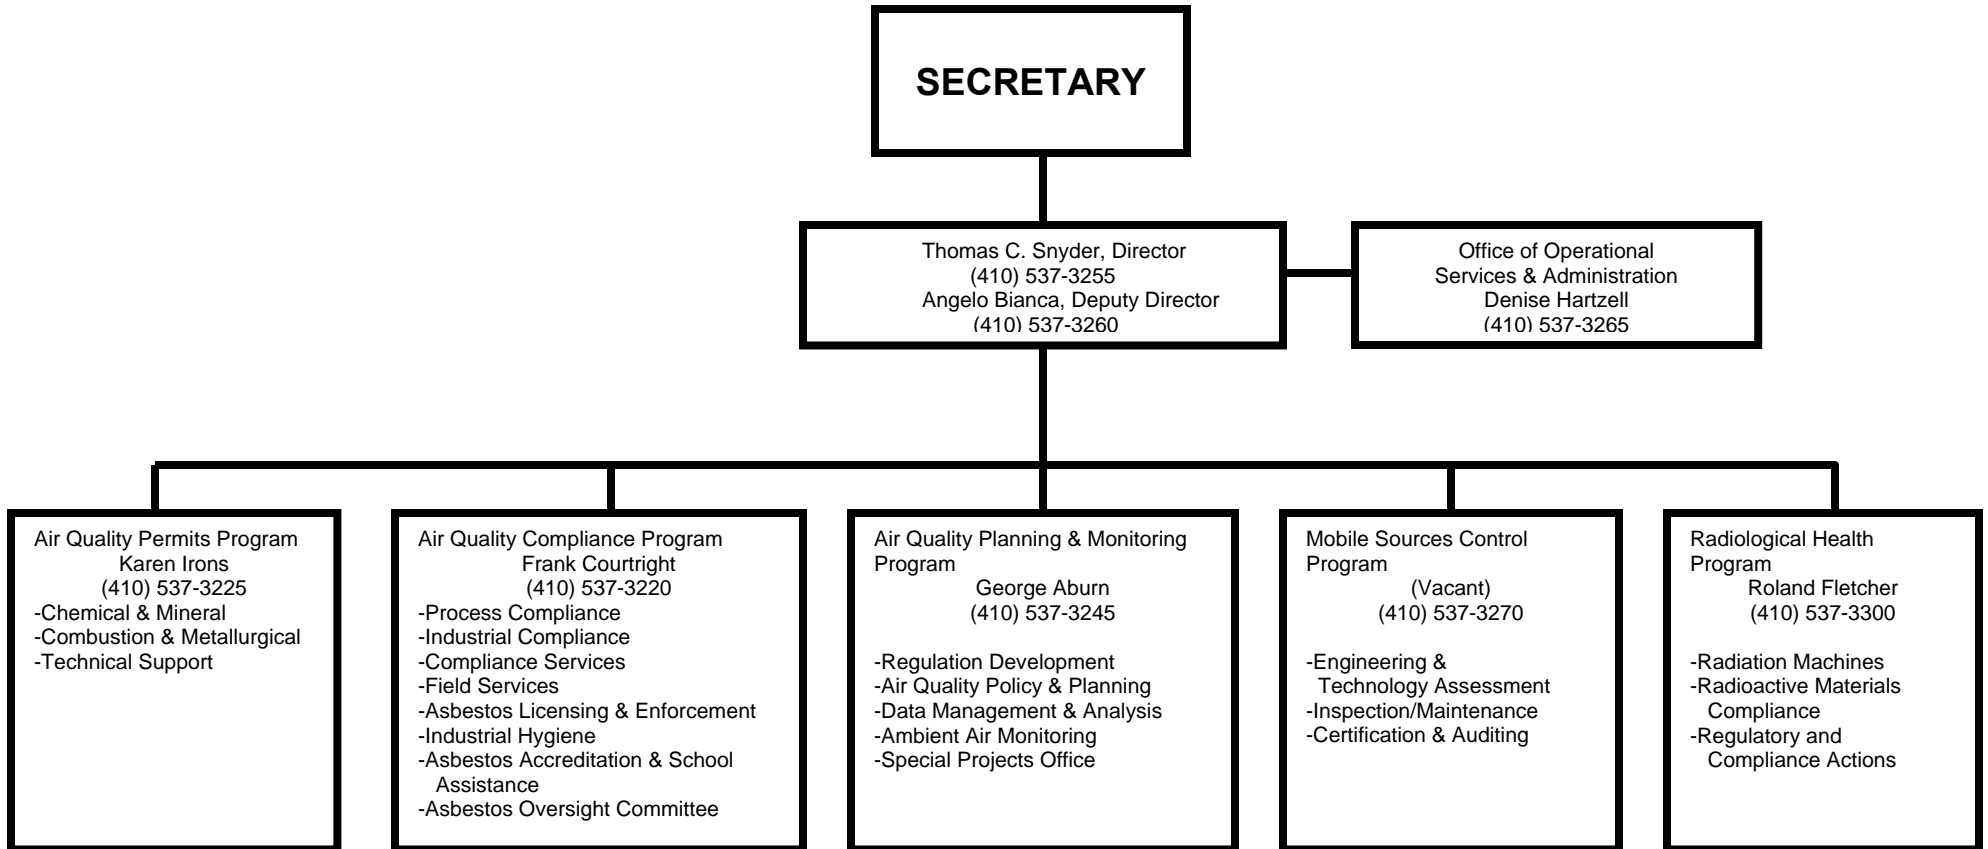 SECRETARY
Thomas C. Snyder, Director
(410) 537-3255
Angelo Bianca, Deputy Director
(410) 537-3260
Office of Operational
Services & Administration
Denise Hartzell
(410) 537-3265
Air Quality Permits Program
Karen Irons
(410) 537-3225
-Chemical & Mineral
-Combustion & Metallurgical
-Technical Support
Air Quality Compliance Program
Frank Courtright
(410) 537-3220
-Process Compliance
-Industrial Compliance
-Compliance Services
-Field Services
-Asbestos Licensing & Enforcement
-Industrial Hygiene
-Asbestos Accreditation & School
Assistance
-Asbestos Oversight Committee
Air Quality Planning & Monitoring
Program
George Aburn
(410) 537-3245
-Regulation Development
-Air Quality Policy & Planning
-Data Management & Analysis
-Ambient Air Monitoring
-Special Projects Office
Mobile Sources Control
Program
(Vacant)
(410) 537-3270
-Engineering &
Technology Assessment
-Inspection/Maintenance
-Certification & Auditing
Radiological Health
Program
Roland Fletcher
(410) 537-3300
-Radiation Machines
-Radioactive Materials
Compliance
-Regulatory and
Compliance Actions